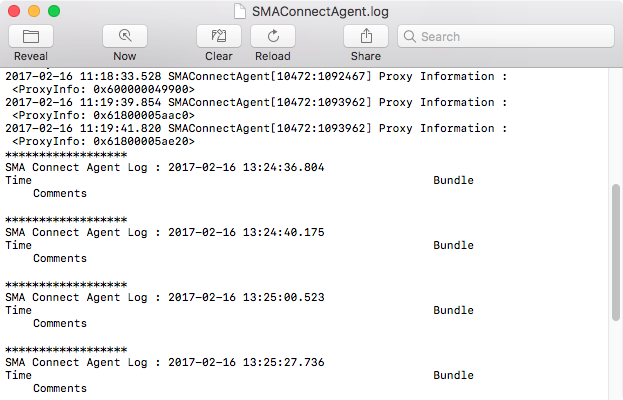 SMAConnectAgent.log
Reveal
Now
Clear
Reload
Share
Search
2017-02-16 11:18:33.528 SMAConnectAgent[10472:1092467] Proxy Information :
<ProxyInfo: 0x600000049900>
2017-02-16 11:19:39.854 SMAConnectAgent[10472:1093962] Proxy Information :
<ProxyInfo: 0x61800005aac0>
2017-02-16 11:19:41.820 SMAConnectAgent[10472:1093962] Proxy Information :
<ProxyInfo: 0x61800005ae20>
******************
SMA Connect Agent Log : 2017-02-16 13:24:36.804
Time Bundle
Comments
******************
SMA Connect Agent Log : 2017-02-16 13:24:40.175
Time Bundle
Comments
******************
SMA Connect Agent Log : 2017-02-16 13:25:00.523
Time Bundle
Comments
******************
SMA Connect Agent Log : 2017-02-16 13:25:27.736
Time Bundle
Comments